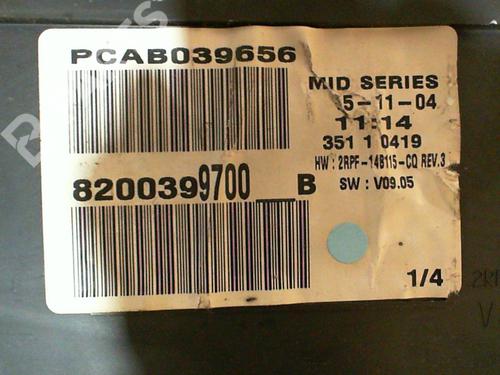 PCAB039656
MID SERIES
5-11-04
11:14
351 1 0419
HW : 2RPF-14B115-CQ REV.3
8200399700__B
SW : V09.05
1/4